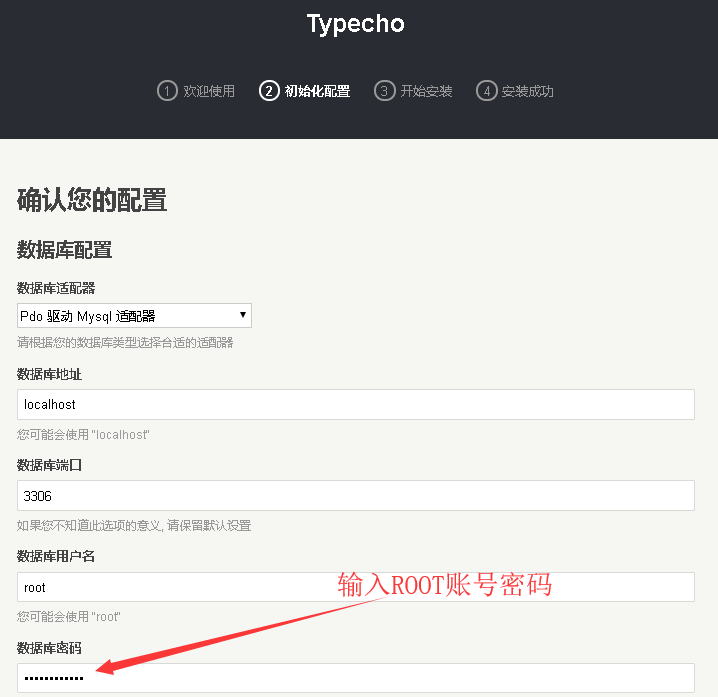 Typecho
1 欢迎使用 2 初始化配置 3 开始安装 4 安装成功
确认您的配置
数据库配置
数据库适配器
Pdo 驱动 Mysql 适配器
请根据您的数据库类型选择合适的适配器
数据库地址
localhost
您可能会使用 "localhost"
数据库端口
3306
如果您不知道此选项的意义, 请保留默认设置
数据库用户名
root
输入ROOT账号密码
您可能会使用 "root"
数据库密码
••••••••••••